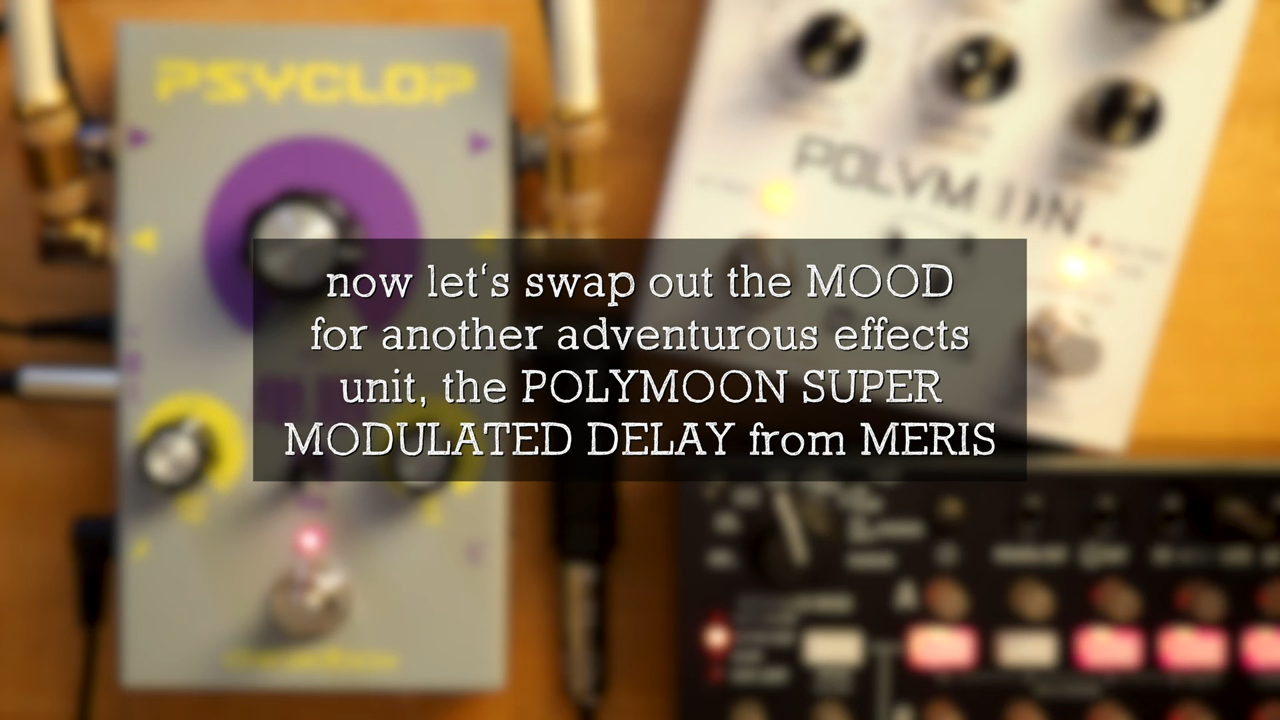 PSYCLOP
POLYMOON
now let's swap out the MOOD
for another adventurous effects
unit, the POLYMOON SUPER
MODULATED DELAY from MERIS